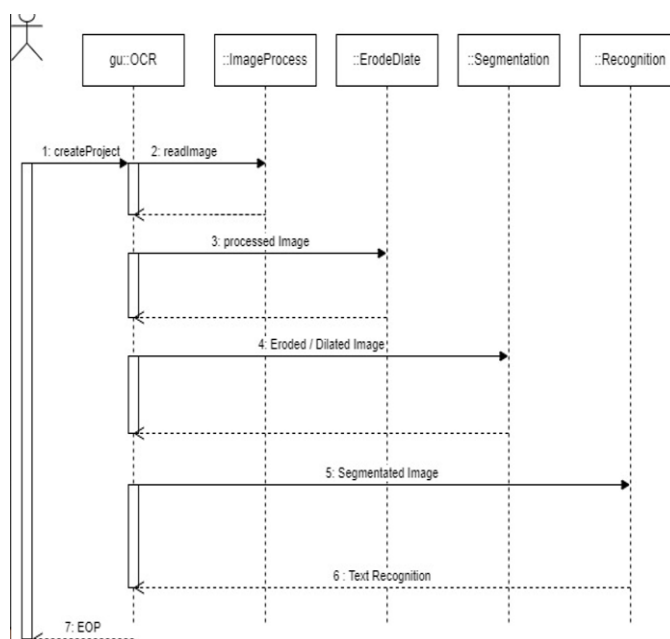 gu::OCR
::ImageProcess
::ErodeDlate
::Segmentation
::Recognition
1: createProject
2: readImage
3: processed Image
4: Eroded / Dilated Image
5: Segmentated Image
6 : Text Recognition
7: EOP